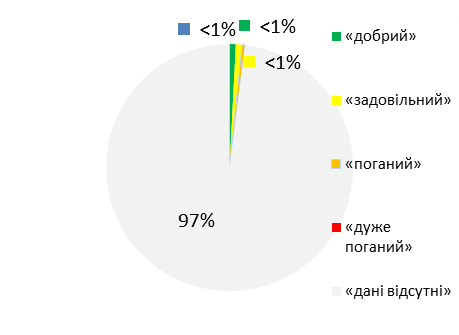 <1%
<1%
<1%
97%
«добрий»
«задовільний»
«поганий»
«дуже
поганий»
«дані відсутні»